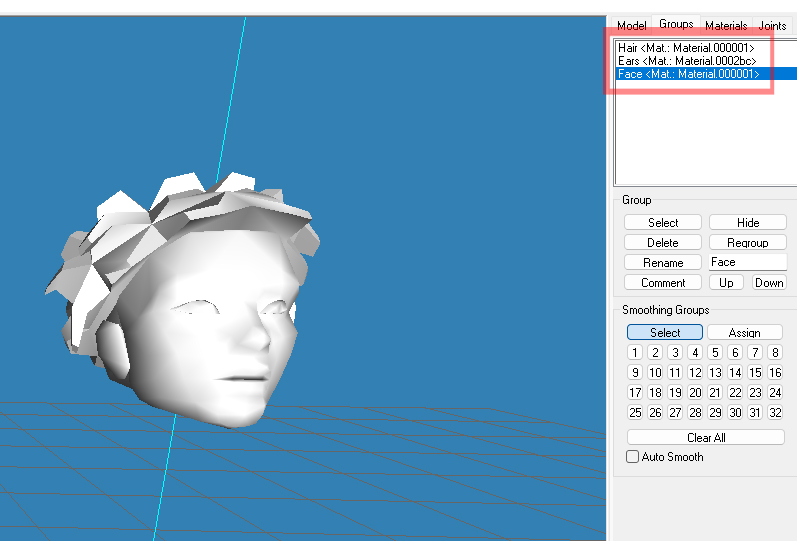 Model Groups Materials Joints
Hair <Mat.: Material.000001>
Ears <Mat.: Material.0002bc>
Face <Mat.: Material.000001>
Group
Select Hide
Delete Regroup
Rename Face
Comment Up Down
Smoothing Groups
Select Assign
1 2 3 4 5 6 7 8
9 10 11 12 13 14 15 16
17 18 19 20 21 22 23 24
25 26 27 28 29 30 31 32
Clear All
Auto Smooth